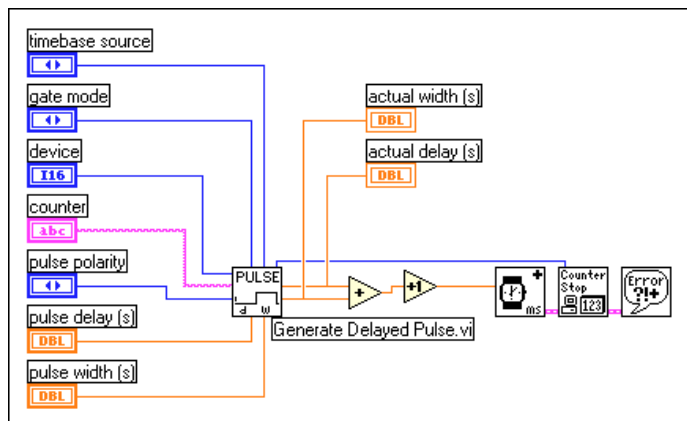 timebase source
gate mode
actual width (s)
DBL
device
actual delay (s)
I16
DBL
counter
abc
pulse polarity
PULSE
d W
+
+1
+
ms
Counter
Stop
123
Error
?!+
Generate Delayed Pulse.vi
pulse delay (s)
DBL
pulse width (s)
DBL